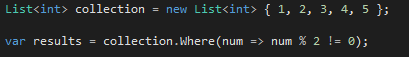 List<int> collection = new List<int> { 1, 2, 3, 4, 5 };
var results = collection.Where(num => num % 2 != 0);